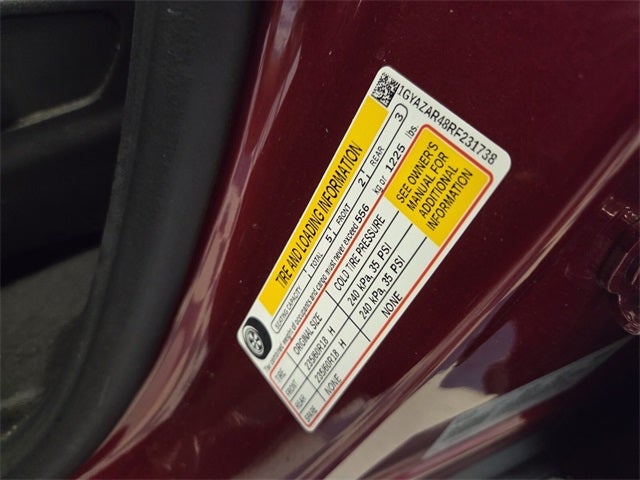 1GYAZAR48RF231738
TIRE AND LOADING INFORMATION
SEATING CAPACITY TOTAL 5 FRONT 2 REAR 3
The combined weight of occupants and cargo must never exceed 556 kg or 1225 lbs.
TIRE ORIGINAL SIZE COLD TIRE PRESSURE
FRONT 235/60R18 H 240 kPa, 35 PSI
REAR 235/60R18 H 240 kPa, 35 PSI
SPARE NONE NONE
SEE OWNER'S
MANUAL FOR
ADDITIONAL
INFORMATION